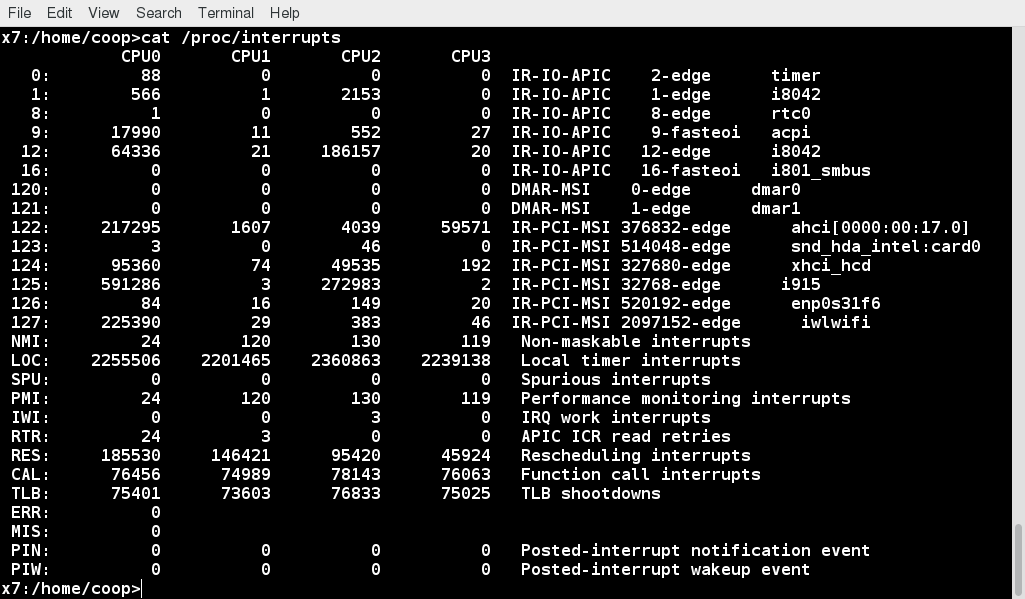 File Edit View Search Terminal Help
x7:/home/coop>cat /proc/interrupts
CPU0 CPU1 CPU2 CPU3
0: 88 0 0 0 IR-IO-APIC 2-edge timer
1: 566 1 2153 0 IR-IO-APIC 1-edge i8042
8: 1 0 0 0 IR-IO-APIC 8-edge rtc0
9: 17990 11 552 27 IR-IO-APIC 9-fasteoi acpi
12: 64336 21 186157 20 IR-IO-APIC 12-edge i8042
16: 0 0 0 0 IR-IO-APIC 16-fasteoi i801_smbus
120: 0 0 0 0 DMAR-MSI 0-edge dmar0
121: 0 0 0 0 DMAR-MSI 1-edge dmar1
122: 217295 1607 4039 59571 IR-PCI-MSI 376832-edge ahci[0000:00:17.0]
123: 3 0 46 0 IR-PCI-MSI 514048-edge snd_hda_intel:card0
124: 95360 74 49535 192 IR-PCI-MSI 327680-edge xhci_hcd
125: 591286 3 272983 2 IR-PCI-MSI 32768-edge i915
126: 84 16 149 20 IR-PCI-MSI 520192-edge enp0s31f6
127: 225390 29 383 46 IR-PCI-MSI 2097152-edge iwlwifi
NMI: 24 120 130 119 Non-maskable interrupts
LOC: 2255506 2201465 2360863 2239138 Local timer interrupts
SPU: 0 0 0 0 Spurious interrupts
PMI: 24 120 130 119 Performance monitoring interrupts
IWI: 0 0 3 0 IRQ work interrupts
RTR: 24 3 0 0 APIC ICR read retries
RES: 185530 146421 95420 45924 Rescheduling interrupts
CAL: 76456 74989 78143 76063 Function call interrupts
TLB: 75401 73603 76833 75025 TLB shootdowns
ERR: 0
MIS: 0
PIN: 0 0 0 0 Posted-interrupt notification event
PIW: 0 0 0 0 Posted-interrupt wakeup event
x7:/home/coop>